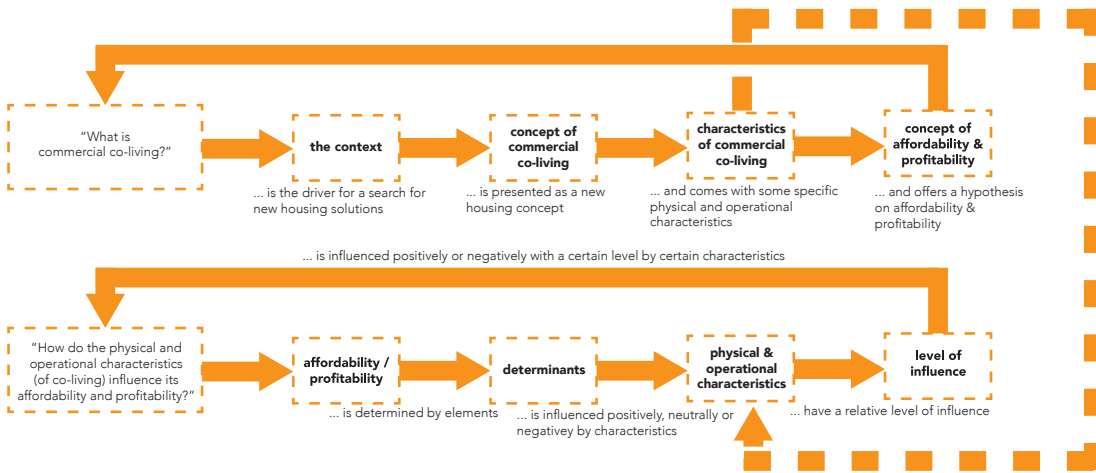 “What is
commercial co-living?”
the context
... is the driver for a search for
new housing solutions
concept of
commercial
co-living
... is presented as a new
housing concept
characteristics
of commercial
co-living
... and comes with some specific
physical and operational
characteristics
concept of
affordability &
profitability
... and offers a hypothesis
on affordability &
profitability
... is influenced positively or negatively with a certain level by certain characteristics
“How do the physical and
operational characteristics
(of co-living) influence its
affordability and profitability?”
affordability /
profitability
... is determined by elements
determinants
... is influenced positively, neutrally or
negativey by characteristics
physical &
operational
characteristics
... have a relative level of influence
level of
influence